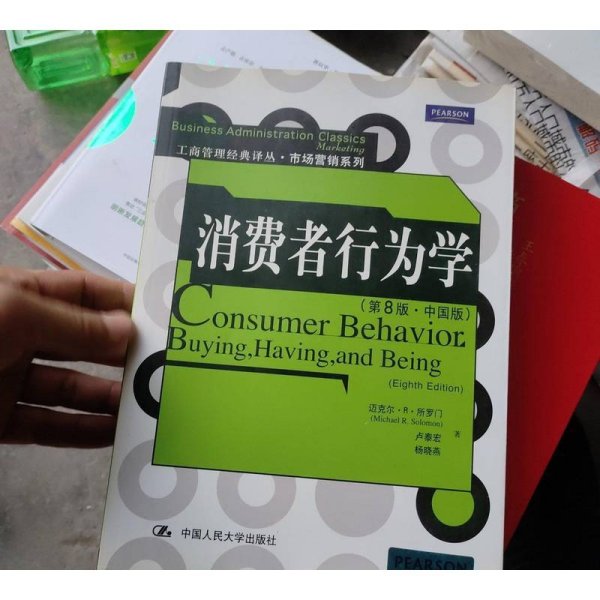 PEARSON
Business Administration Classics
Marketing
工商管理经典译丛·市场营销系列
消费者行为学
(第8版·中国版)
Consumer Behavior:
Buying,Having,and Being
(Eighth Edition)
迈克尔·R·所罗门
(Michael R. Solomon)
卢泰宏
著
杨晓燕
中国人民大学出版社
PEARSON